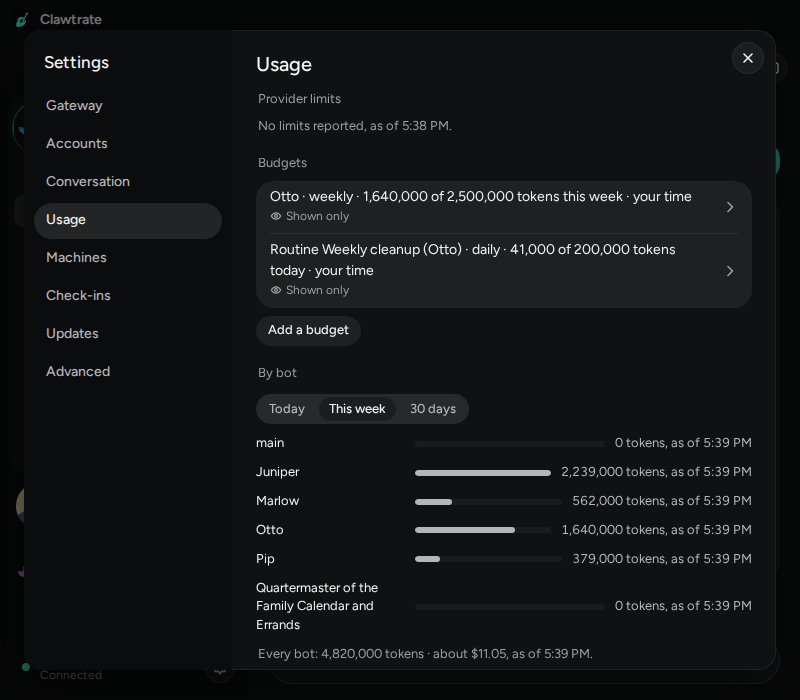 Clawtrate
Settings
Gateway
Accounts
Conversation
Usage
Machines
Check-ins
Updates
Advanced
Usage
Provider limits
No limits reported, as of 5:38 PM.
Budgets
Otto · weekly · 1,640,000 of 2,500,000 tokens this week · your time
Shown only
Routine Weekly cleanup (Otto) · daily · 41,000 of 200,000 tokens
today · your time
Shown only
Add a budget
By bot
Today This week 30 days
main 0 tokens, as of 5:39 PM
Juniper 2,239,000 tokens, as of 5:39 PM
Marlow 562,000 tokens, as of 5:39 PM
Otto 1,640,000 tokens, as of 5:39 PM
Pip 379,000 tokens, as of 5:39 PM
Quartermaster of the
Family Calendar and 0 tokens, as of 5:39 PM
Errands
Every bot: 4,820,000 tokens · about $11.05, as of 5:39 PM.
Connected